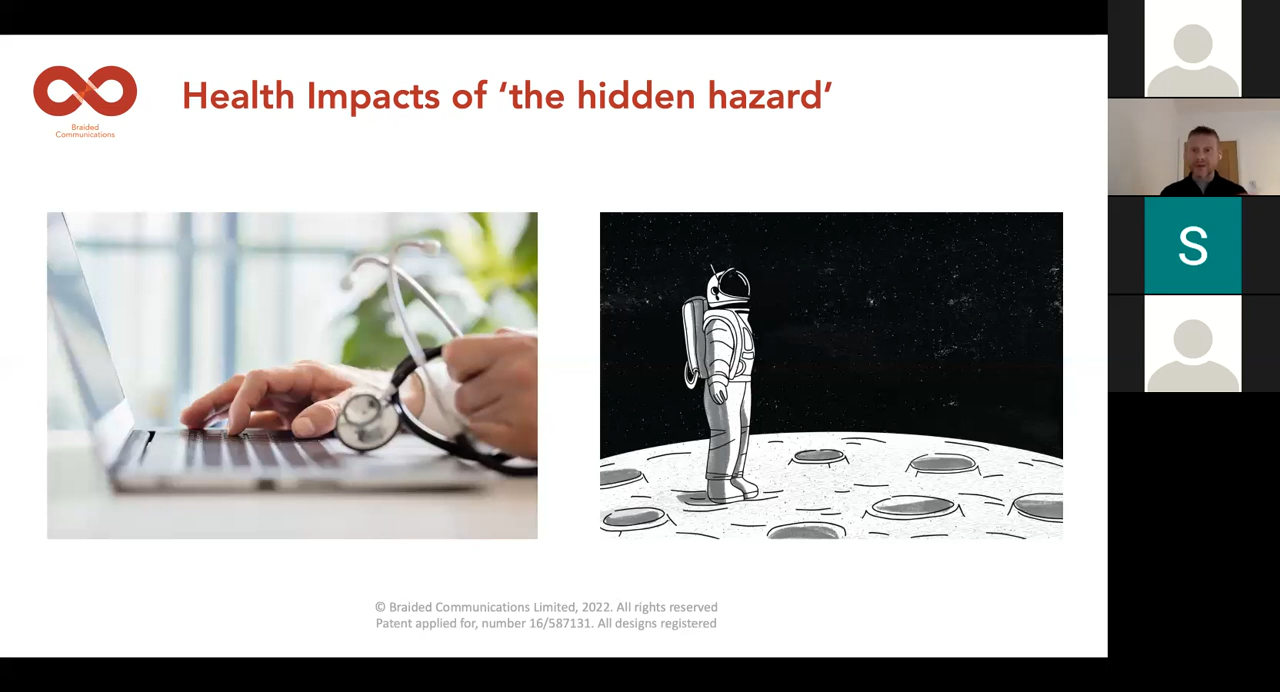 Health Impacts of ‘the hidden hazard’
Braided
Communications
S
© Braided Communications Limited, 2022. All rights reserved
Patent applied for, number 16/587131. All designs registered